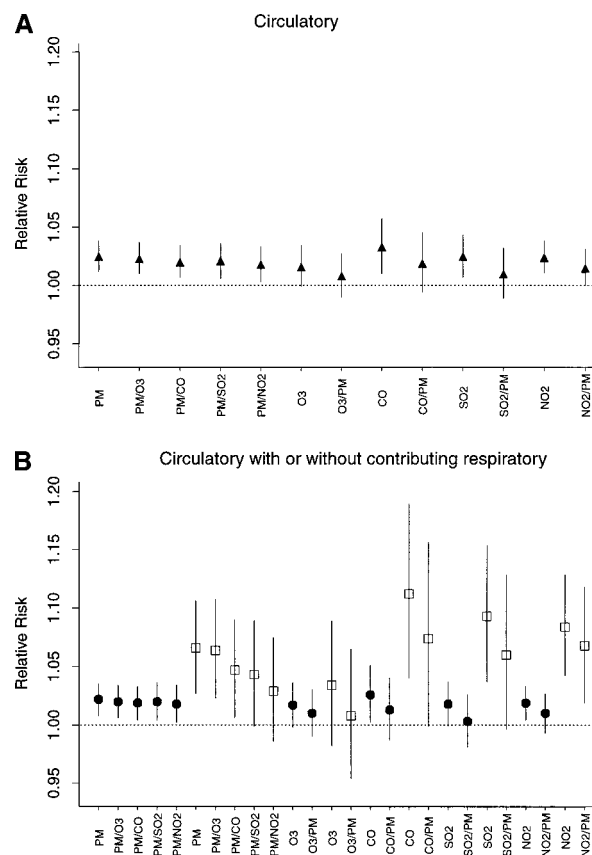 A
Circulatory
Relative Risk
1.20
1.15
1.10
1.05
1.00
0.95
PM
PM/O3
PM/CO
PM/SO2
PM/NO2
O3
O3/PM
CO
CO/PM
SO2
SO2/PM
NO2
NO2/PM
B
Circulatory with or without contributing respiratory
Relative Risk
1.20
1.15
1.10
1.05
1.00
0.95
PM
PM/O3
PM/CO
PM/SO2
PM/NO2
PM
PM/O3
PM/CO
PM/SO2
PM/NO2
O3
O3/PM
O3
O3/PM
CO
CO/PM
CO
CO/PM
SO2
SO2/PM
SO2
SO2/PM
NO2
NO2/PM
NO2
NO2/PM